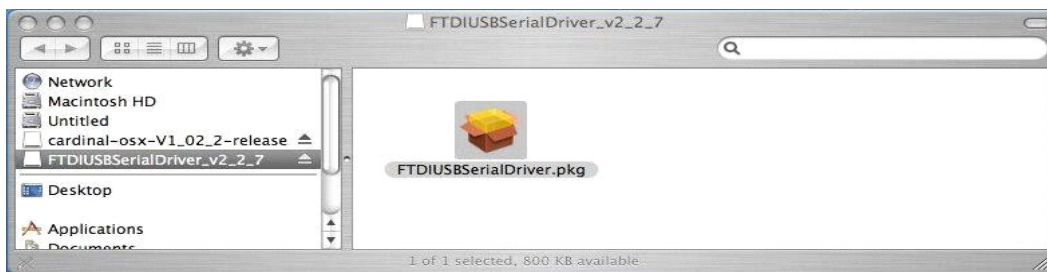 FTDIUSBSerialDriver_v2_2_7
Network
Macintosh HD
Untitled
cardinal-osx-V1_02_2-release
FTDIUSBSerialDriver_v2_2_7
Desktop
Applications
Documents
FTDIUSBSerialDriver.pkg
1 of 1 selected, 800 KB available